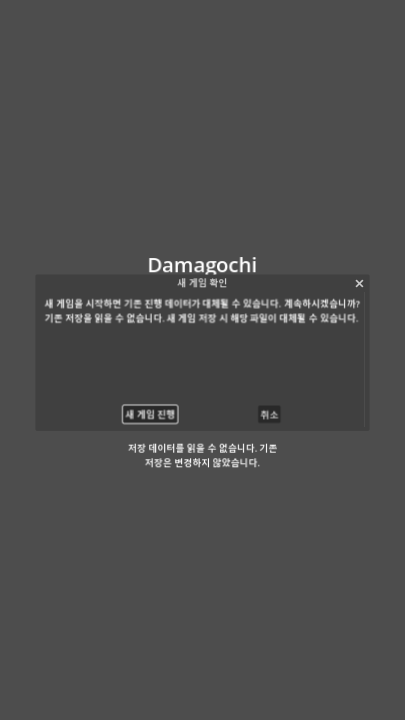 Damagochi
새 게임 확인
새 게임을 시작하면 기존 진행 데이터가 대체될 수 있습니다. 계속하시겠습니까?
기존 저장을 읽을 수 없습니다. 새 게임 저장 시 해당 파일이 대체될 수 있습니다.
새 게임 진행
취소
저장 데이터를 읽을 수 없습니다. 기존
저장은 변경하지 않았습니다.